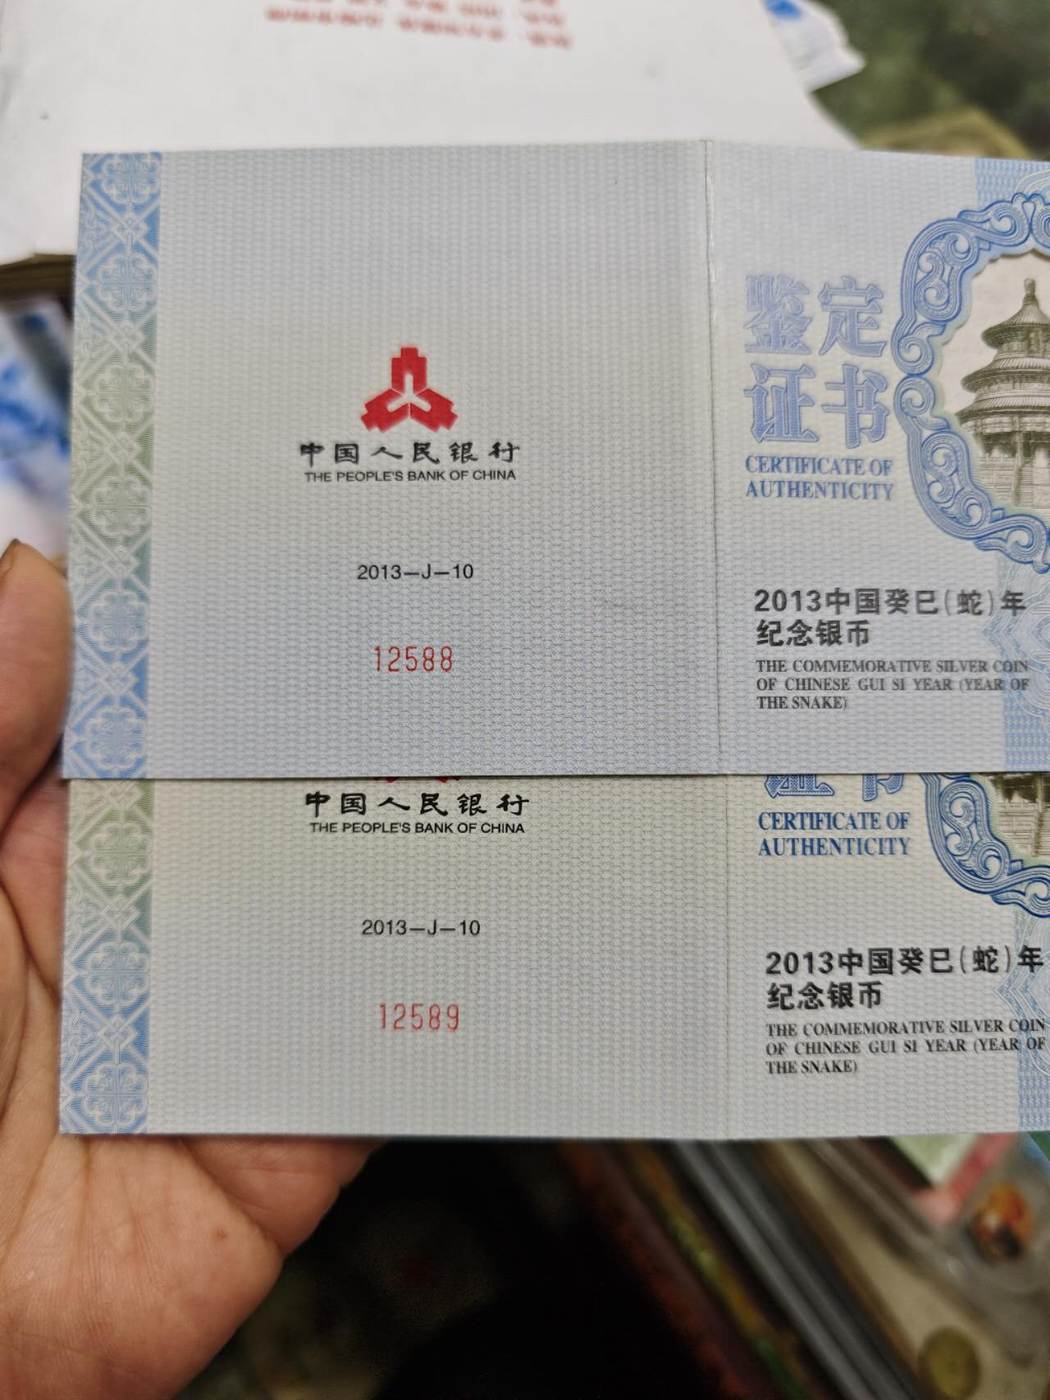 中国人民银行
THE PEOPLE'S BANK OF CHINA
2013—J—10
12588
鉴定
证书
CERTIFICATE OF
AUTHENTICITY
2013中国癸巳(蛇)年
纪念银币
THE COMMEMORATIVE SILVER COIN
OF CHINESE GUI SI YEAR (YEAR OF
THE SNAKE)
中国人民银行
THE PEOPLE'S BANK OF CHINA
2013—J—10
12589
证书
CERTIFICATE OF
AUTHENTICITY
2013中国癸巳(蛇)年
纪念银币
THE COMMEMORATIVE SILVER COIN
OF CHINESE GUI SI YEAR (YEAR OF
THE SNAKE)